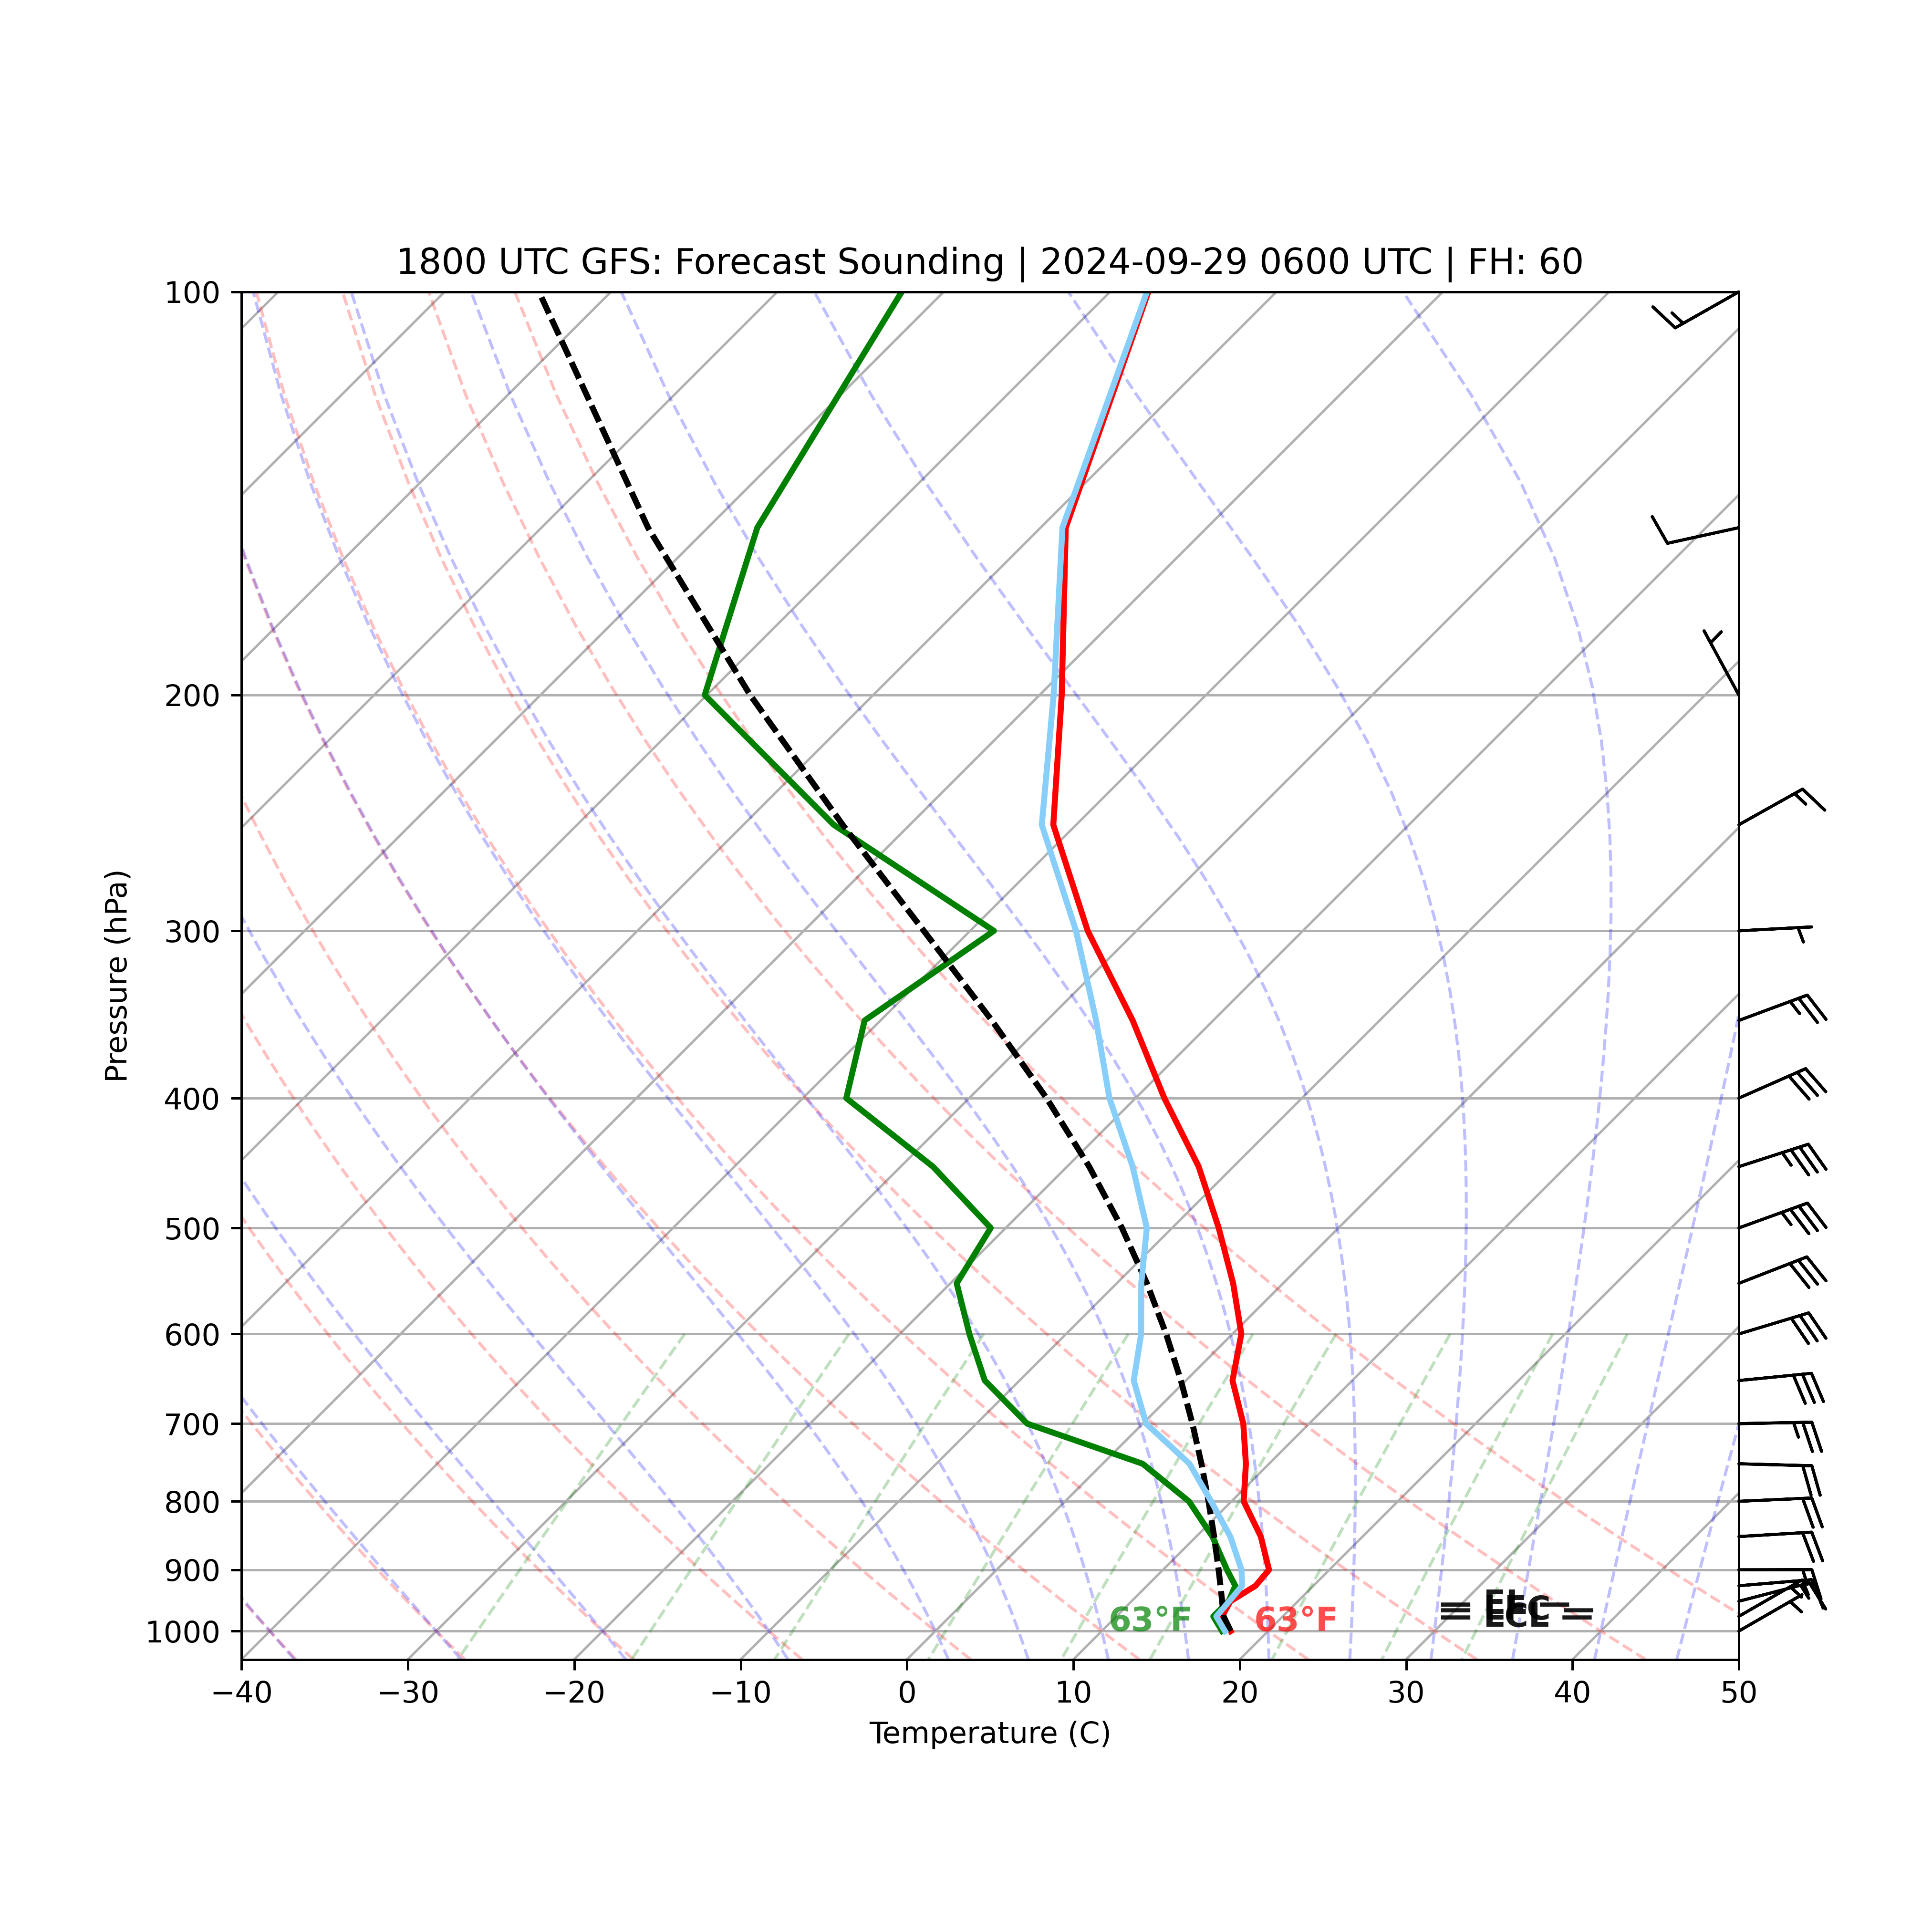 1800 UTC GFS: Forecast Sounding | 2024-09-29 0600 UTC | FH: 60
100
200
300
400
500
600
700
800
900
1000
Pressure (hPa)
63°F 63°F
−40 −30 −20 −10 0 10 20 30 40 50
Temperature (C)